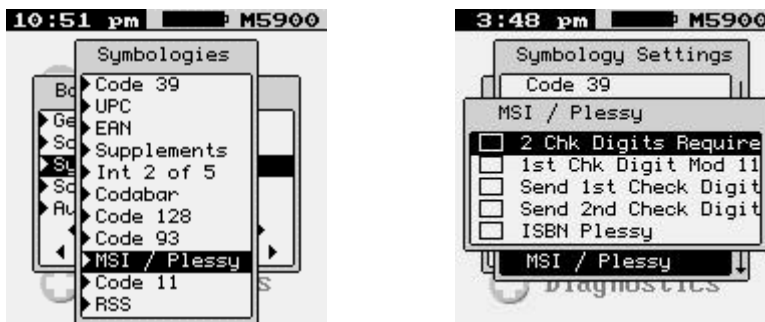 10:51 pm M5900
Symbologies
Code 39
UPC
EAN
Supplements
Int 2 of 5
Codabar
Code 128
Code 93
MSI / Plessy
Code 11
RSS
3:48 pm M5900
Symbology Settings
Code 39
MSI / Plessy
2 Chk Digits Require
1st Chk Digit Mod 11
Send 1st Check Digit
Send 2nd Check Digit
ISBN Plessy
MSI / Plessy
Diagnostics